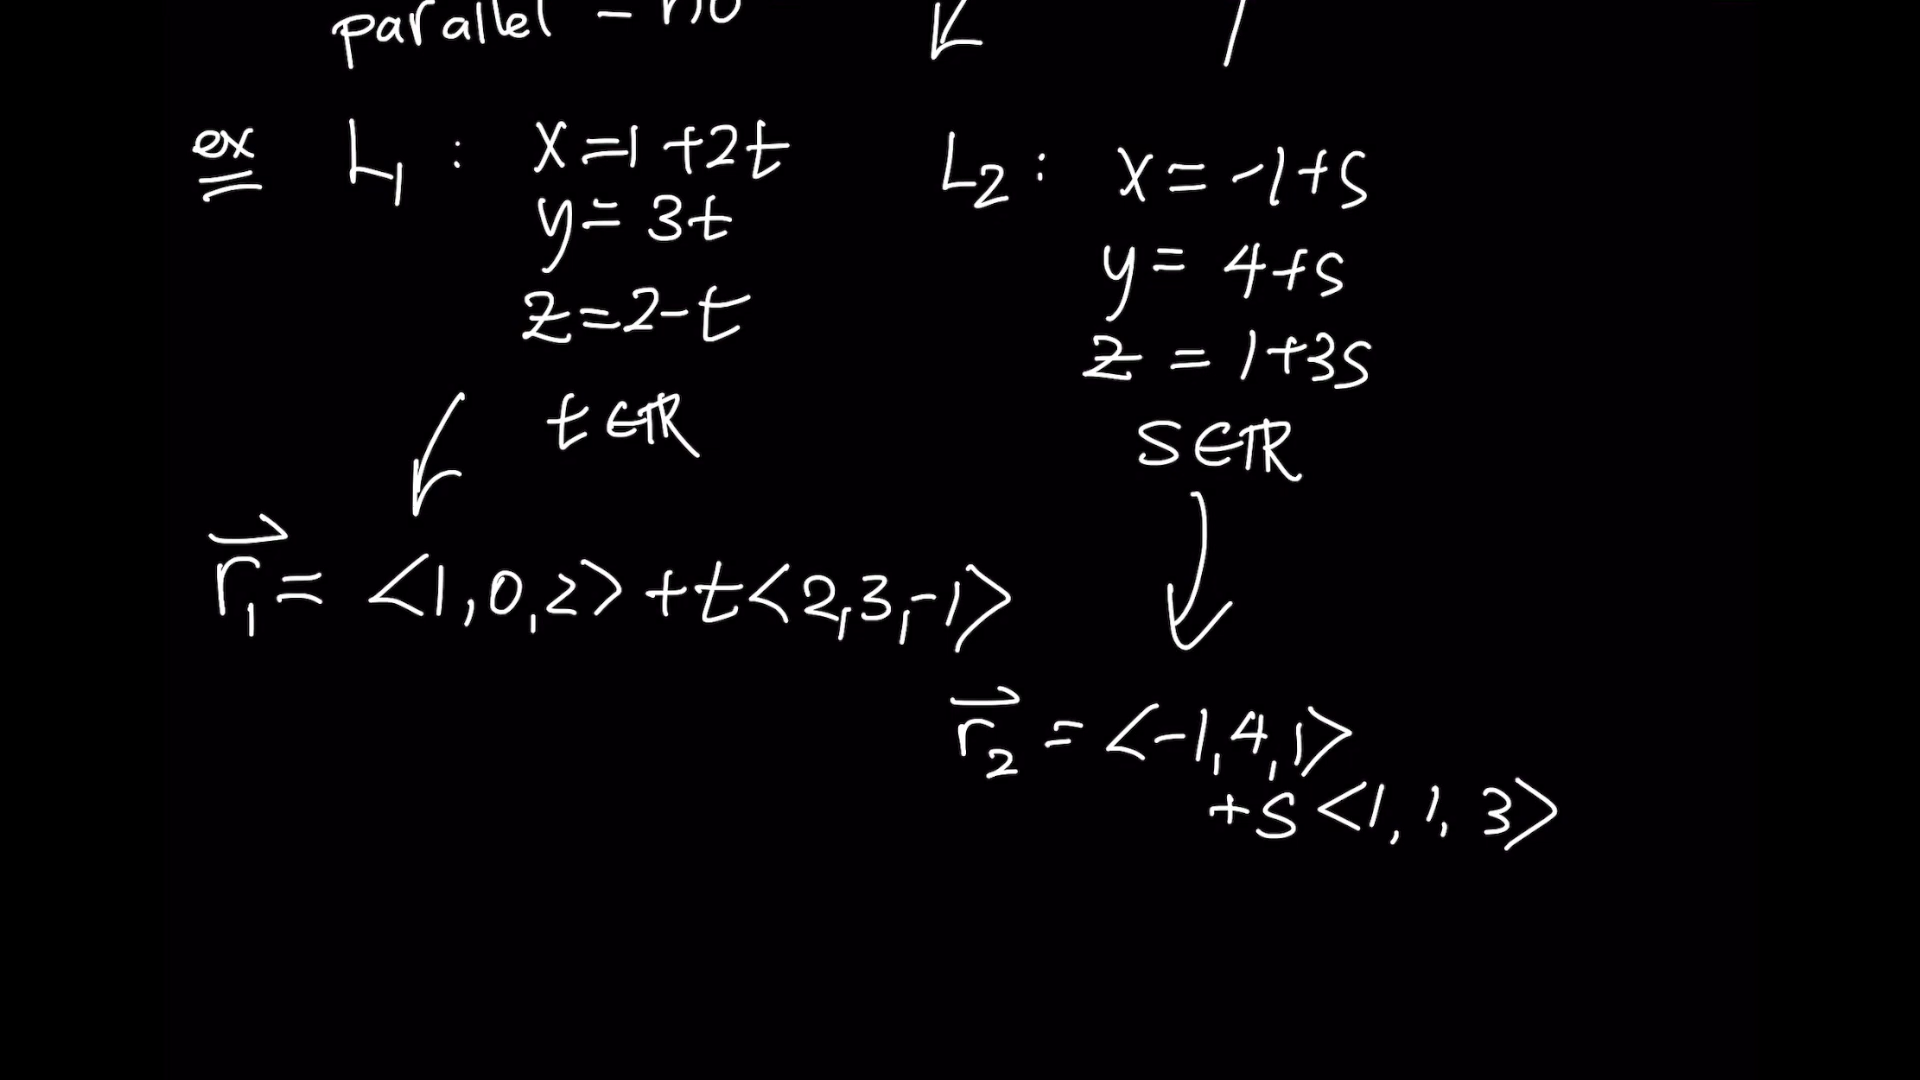 parallel - no
ex L₁ : x=1+2t
y= 3t
z=2-t
t∈ℝ
L₂ : x= -1+s
y= 4+s
z = 1+3s
s∈ℝ
r⃗₁= <1,0,2> +t<2,3,-1>
r⃗₂ = <-1,4,1>
+s<1,1,3>